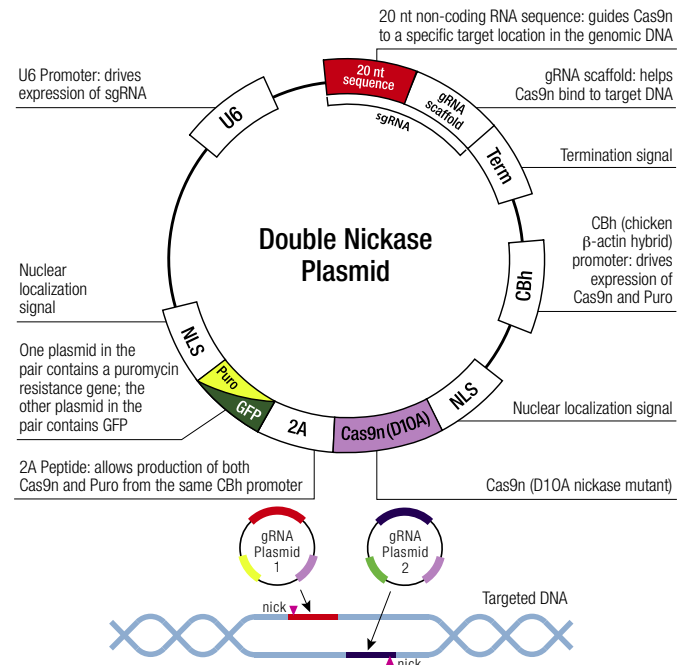 20 nt non-coding RNA sequence: guides Cas9n
to a specific target location in the genomic DNA
U6 Promoter: drives
expression of sgRNA
20 nt
sequence
gRNA
scaffold
gRNA scaffold: helps
Cas9n bind to target DNA
U6
sgRNA
Term
Termination signal
Double Nickase
Plasmid
CBh
CBh (chicken
β-actin hybrid)
promoter: drives
expression of
Cas9n and Puro
Nuclear
localization
signal
NLS
One plasmid in the
pair contains a puromycin
resistance gene; the
other plasmid in the
pair contains GFP
Puro
GFP
2A
Cas9n (D10A)
NLS
Nuclear localization signal
2A Peptide: allows production of both
Cas9n and Puro from the same CBh promoter
Cas9n (D10A nickase mutant)
gRNA
Plasmid
1
gRNA
Plasmid
2
nick
Targeted DNA
nick